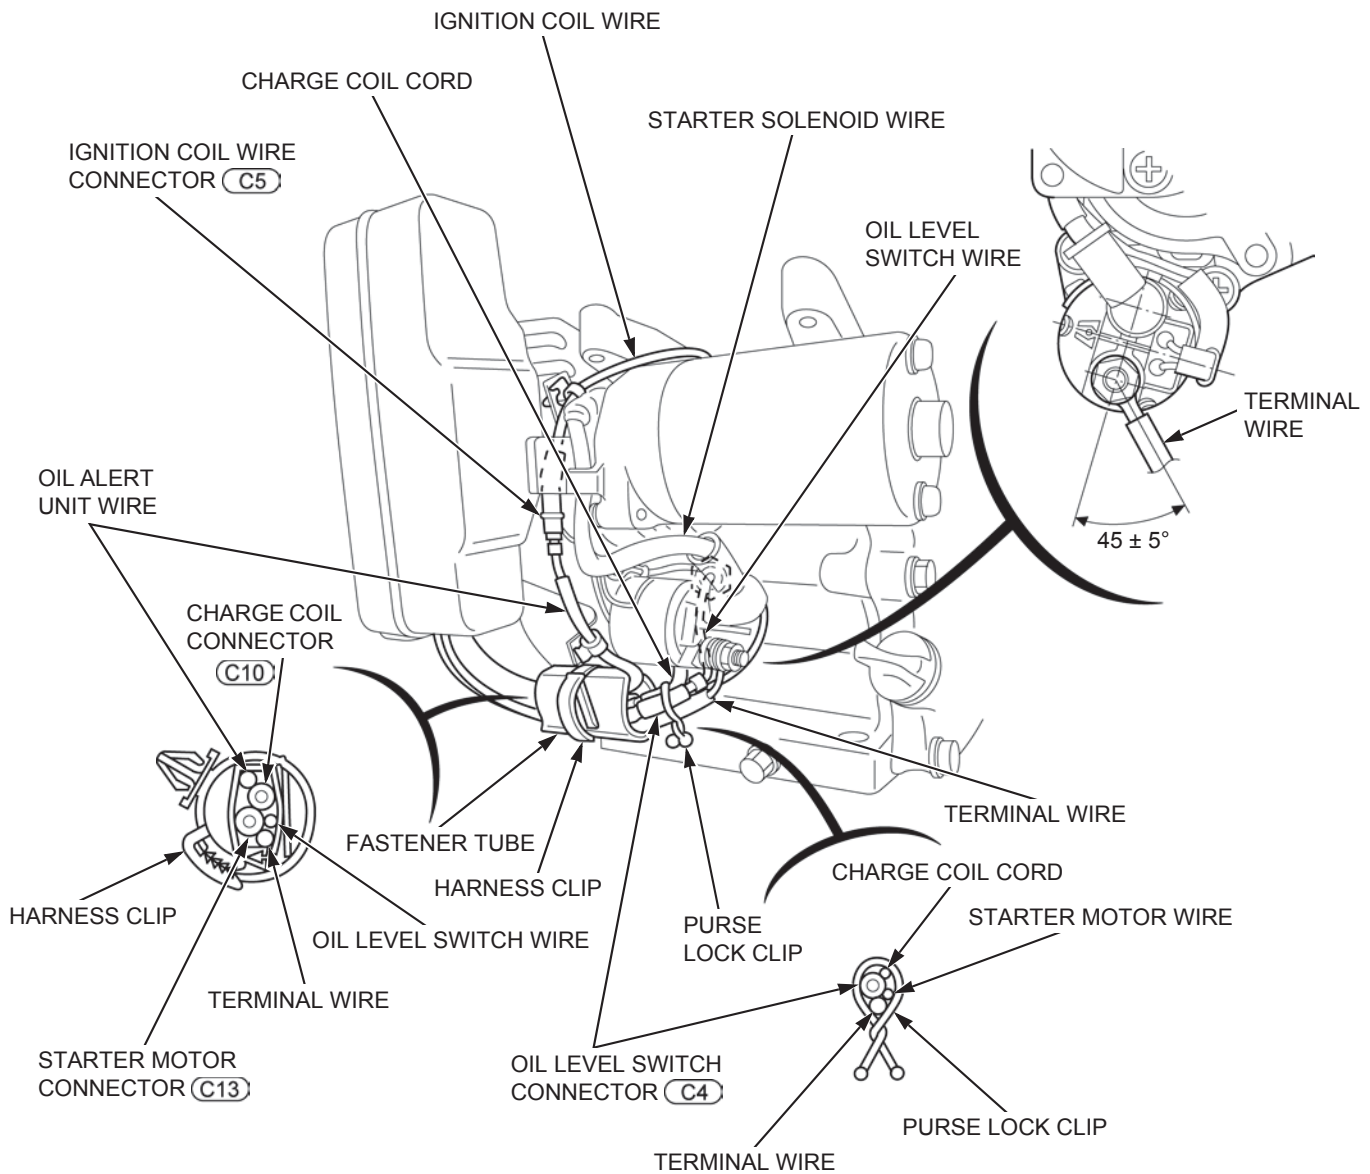 IGNITION COIL WIRE
CHARGE COIL CORD
STARTER SOLENOID WIRE
IGNITION COIL WIRE
CONNECTOR C5
OIL LEVEL
SWITCH WIRE
TERMINAL
WIRE
45 ± 5°
OIL ALERT
UNIT WIRE
CHARGE COIL
CONNECTOR
C10
FASTENER TUBE
HARNESS CLIP
TERMINAL WIRE
CHARGE COIL CORD
STARTER MOTOR WIRE
PURSE
LOCK CLIP
HARNESS CLIP
OIL LEVEL SWITCH WIRE
TERMINAL WIRE
STARTER MOTOR
CONNECTOR C13
OIL LEVEL SWITCH
CONNECTOR C4
PURSE LOCK CLIP
TERMINAL WIRE